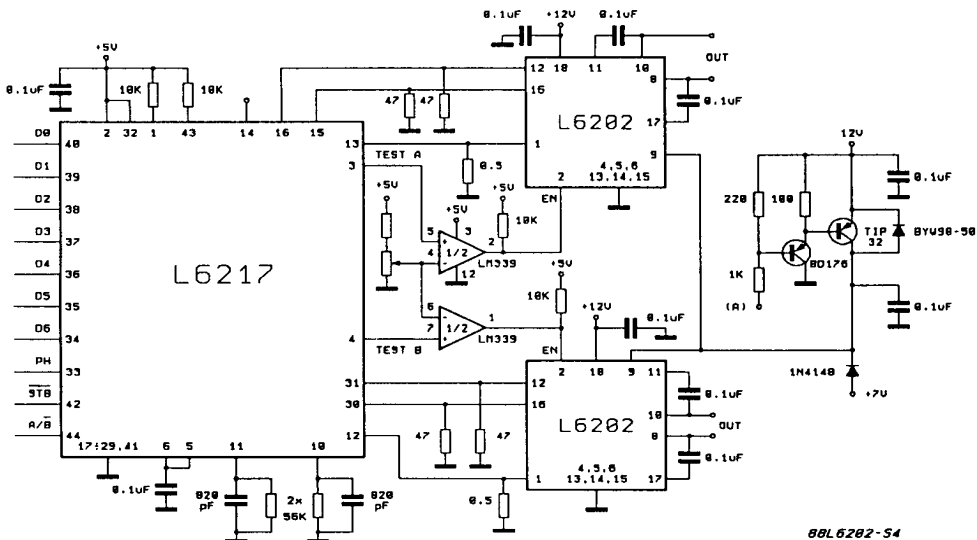 0.1uF
+12V
0.1uF
OUT
+5V
0.1uF
10K
10K
18
11
10
12
16
8
0.1uF
17
L6202
9
1
4,5,6
13,14,15
2
EN
47
47
2
32
1
43
14
16
15
D0
40
D1
39
D2
38
D3
37
D4
36
D5
35
D6
34
PH
33
STB
42
A/B
44
L6217
13
3
TEST A
0.5
+5V
+5V
+5V
10K
5
3
2
+
4
-
1/2
12
LM339
6
-
7
+
1/2
1
LM339
4
TEST B
+5V
10K
+12V
0.1uF
EN
12V
220
100
0.1uF
TIP
32
BYW98-50
BD176
1K
(A)
0.1uF
1N4148
+7V
31
30
12
47
47
2
18
9
11
12
16
10
0.1uF
L6202
OUT
8
0.1uF
4,5,6
13,14,15
1
17
0.5
17÷29,41
6
5
11
10
0.1uF
820
pF
2x
56K
820
pF
88L6202-S4